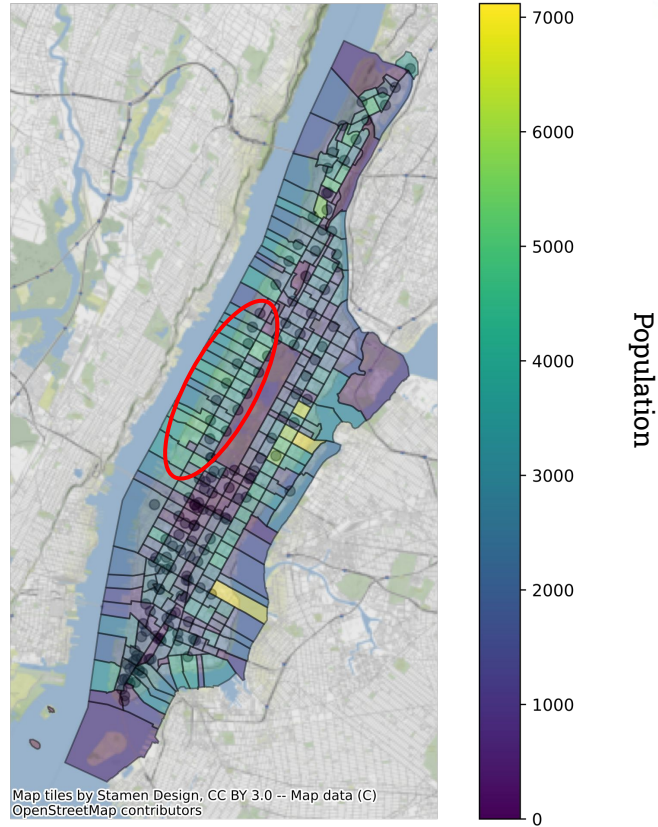 7000
6000
5000
4000
3000
2000
1000
0
Population
Map tiles by Stamen Design, CC BY 3.0 -- Map data (C)
OpenStreetMap contributors